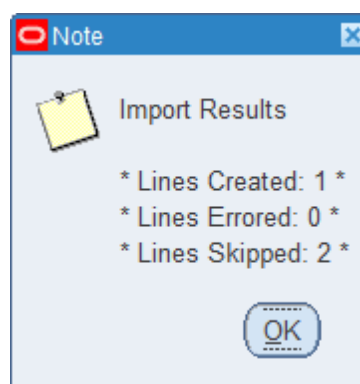 Note
Import Results
* Lines Created: 1 *
* Lines Errored: 0 *
* Lines Skipped: 2 *
OK